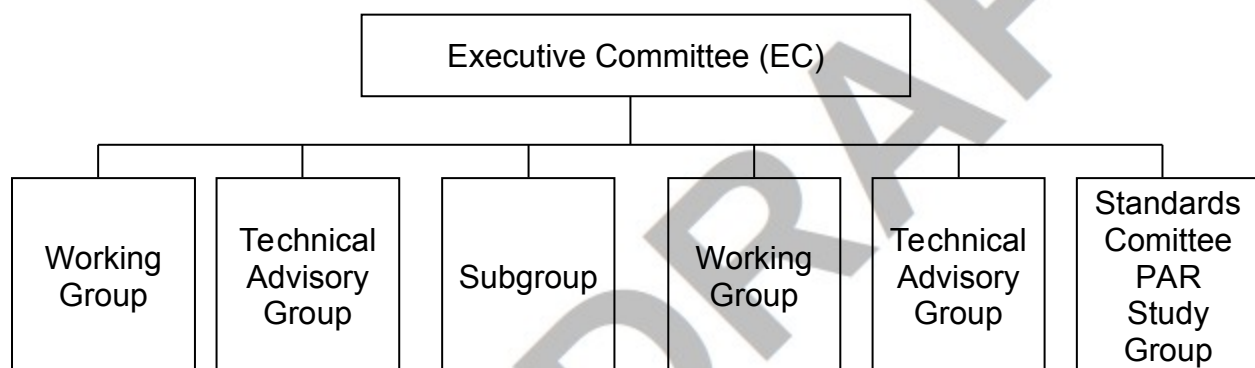 Executive Committee (EC)
Working
Group
Technical
Advisory
Group
Subgroup
Working
Group
Technical
Advisory
Group
Standards
Comittee
PAR
Study
Group
DRAF